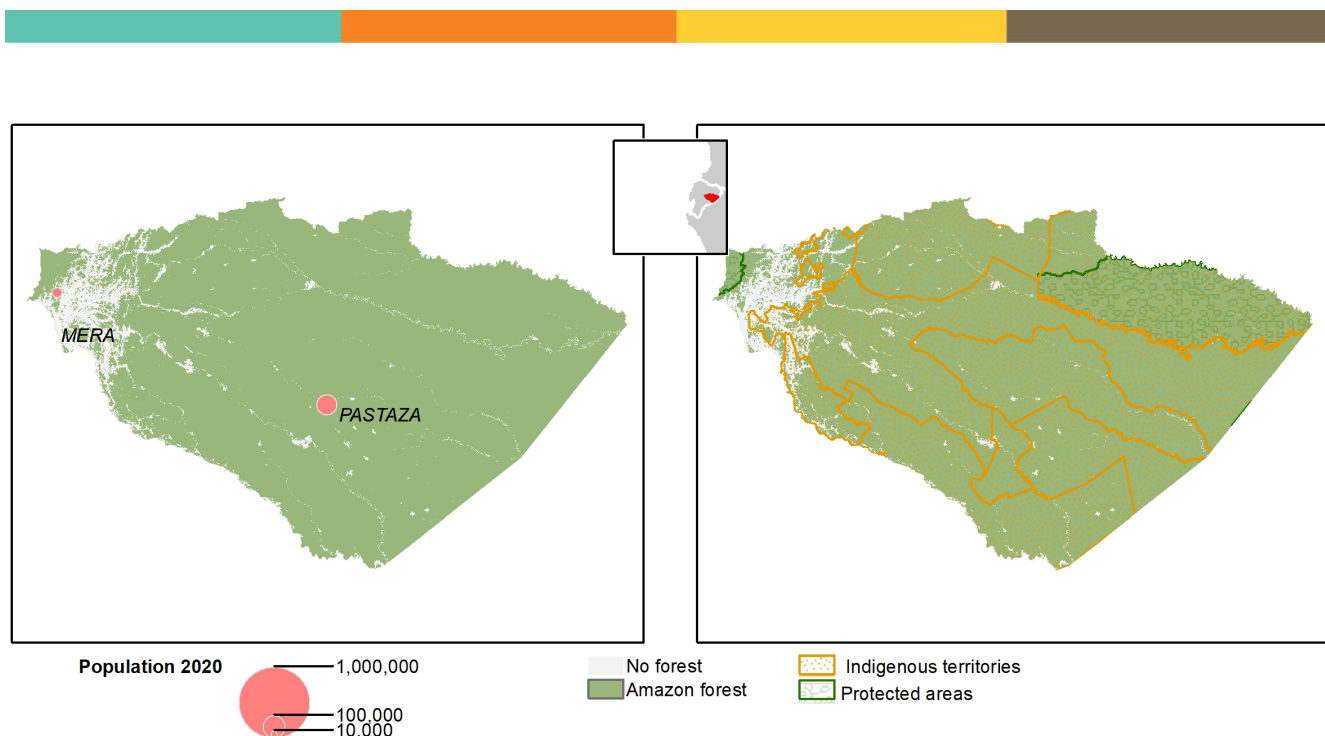 MERA
PASTAZA
Population 2020
1,000,000
100,000
10,000
No forest
Amazon forest
Indigenous territories
Protected areas